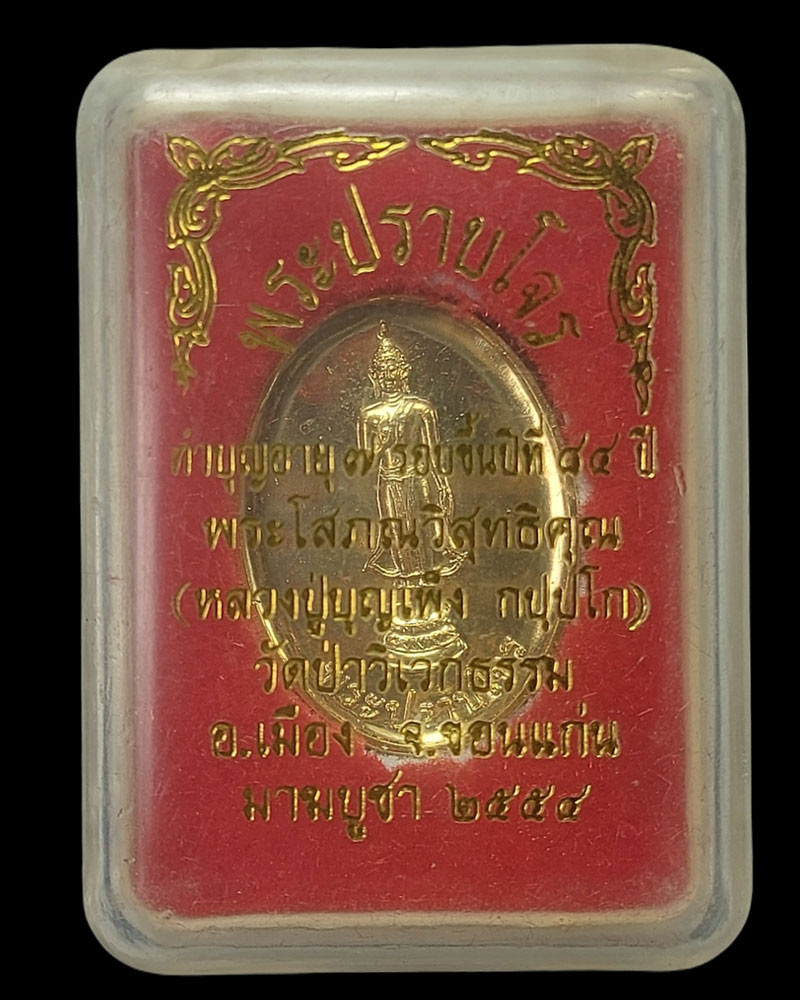 พระปราบโจร
ทำบุญอายุ ๗ รอบขึ้นปีที่ ๘๔ ปี
พระโสภณวิสุทธิคุณ
(หลวงปู่บุญเพ็ง กปฺปโก)
วัดป่าวิเวกธรรม
อ.เมือง จ.ขอนแก่น
มาฆบูชา ๒๕๕๔